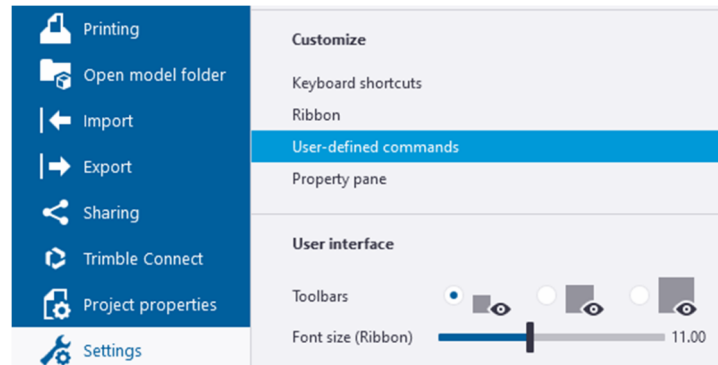 Printing
Open model folder
Import
Export
Sharing
Trimble Connect
Project properties
Settings
Customize
Keyboard shortcuts
Ribbon
User-defined commands
Property pane
User interface
Toolbars
Font size (Ribbon) 11.00